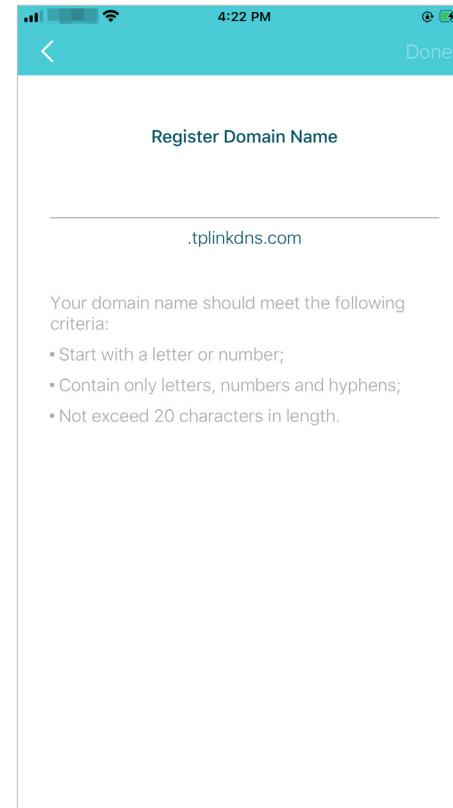 4:22 PM
Done
Register Domain Name
.tplinkdns.com
Your domain name should meet the following
criteria:
• Start with a letter or number;
• Contain only letters, numbers and hyphens;
• Not exceed 20 characters in length.